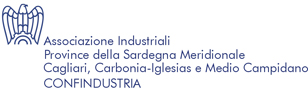 Associazione Industriali
Province della Sardegna Meridionale
Cagliari, Carbonia-Iglesias e Medio Campidano
CONFINDUSTRIA